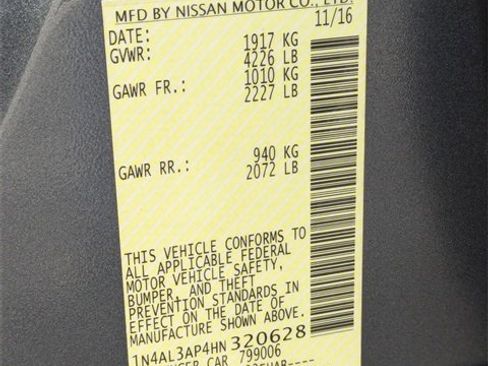 MFD BY NISSAN MOTOR CO., LTD.
DATE: 11/16
GVWR: 1917 KG
4226 LB
GAWR FR.: 1010 KG
2227 LB
GAWR RR.: 940 KG
2072 LB
THIS VEHICLE CONFORMS TO
ALL APPLICABLE FEDERAL
MOTOR VEHICLE SAFETY,
BUMPER, AND THEFT
PREVENTION STANDARDS IN
EFFECT ON THE DATE OF
MANUFACTURE SHOWN ABOVE.
1N4AL3AP4HN320628
CAR 799006